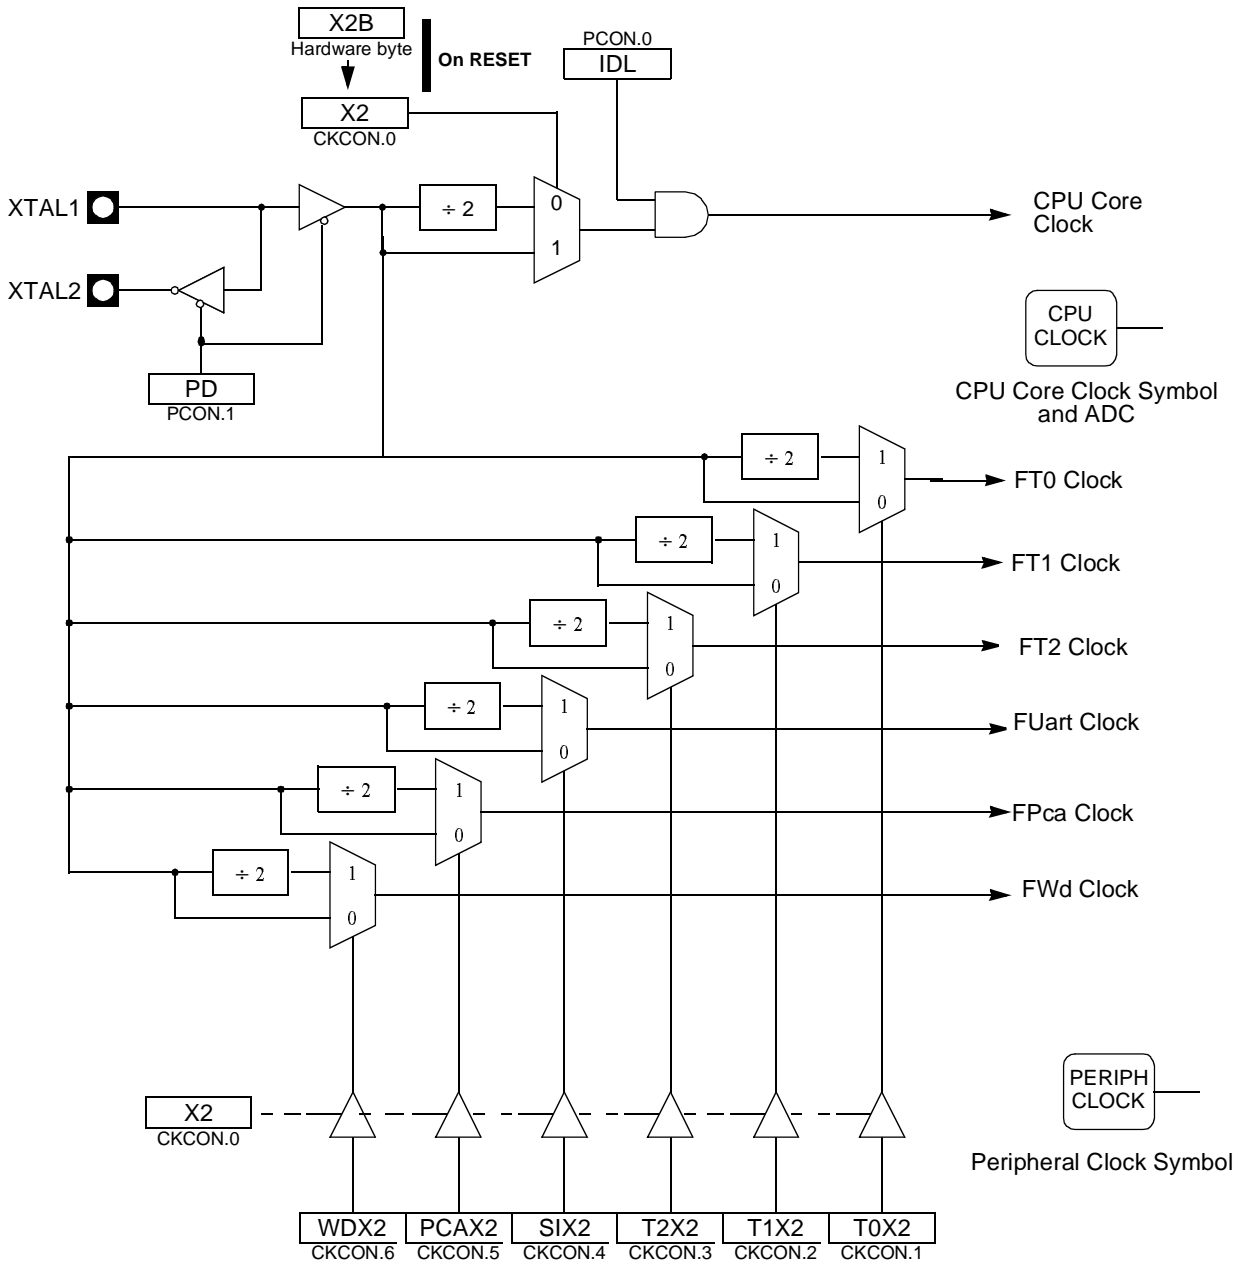 X2B
Hardware byte
On RESET
PCON.0
IDL
X2
CKCON.0
XTAL1
÷ 2
0
1
CPU Core
Clock
XTAL2
PD
PCON.1
CPU
CLOCK
CPU Core Clock Symbol
and ADC
÷ 2
1
0
FT0 Clock
÷ 2
1
0
FT1 Clock
÷ 2
1
0
FT2 Clock
÷ 2
1
0
FUart Clock
÷ 2
1
0
FPca Clock
÷ 2
1
0
FWd Clock
X2
CKCON.0
PERIPH
CLOCK
Peripheral Clock Symbol
WDX2
CKCON.6
PCAX2
CKCON.5
SIX2
CKCON.4
T2X2
CKCON.3
T1X2
CKCON.2
T0X2
CKCON.1